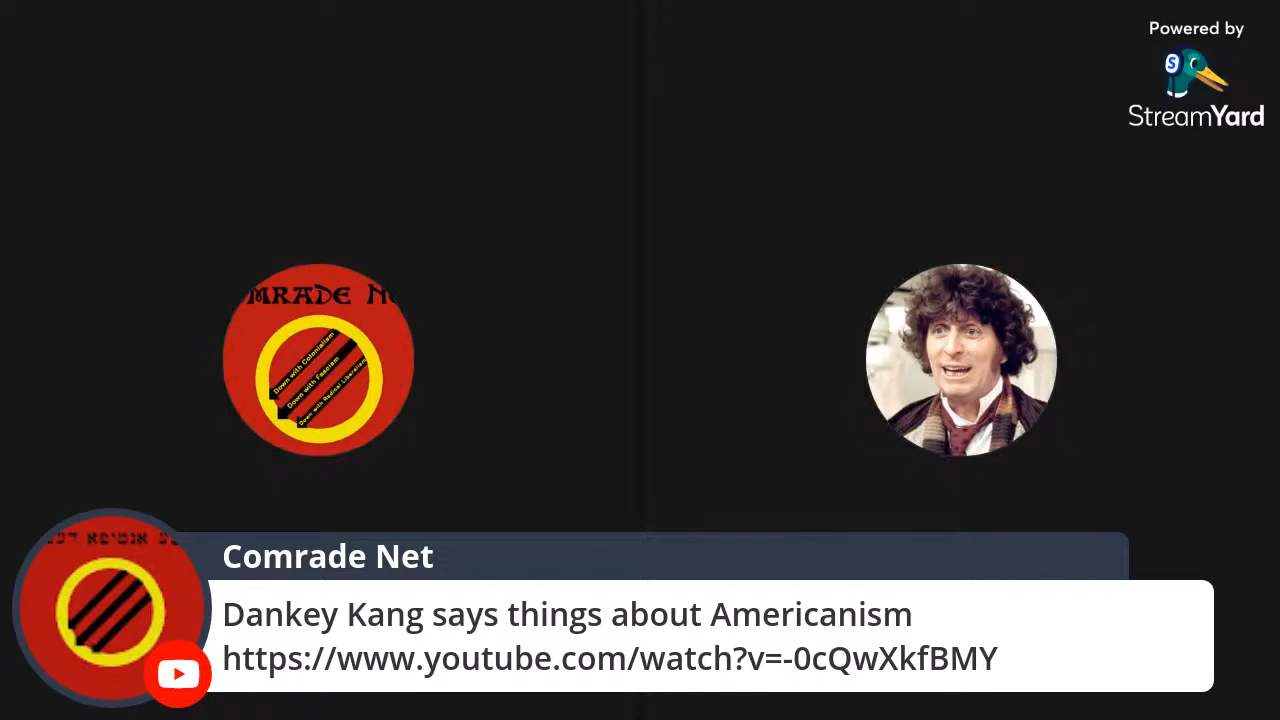 Powered by
S
StreamYard
MRADE N
Down with Colonialism
Down with Fascism
Down with Radical Liberalism
Comrade Net
Dankey Kang says things about Americanism
https://www.youtube.com/watch?v=-0cQwXkfBMY